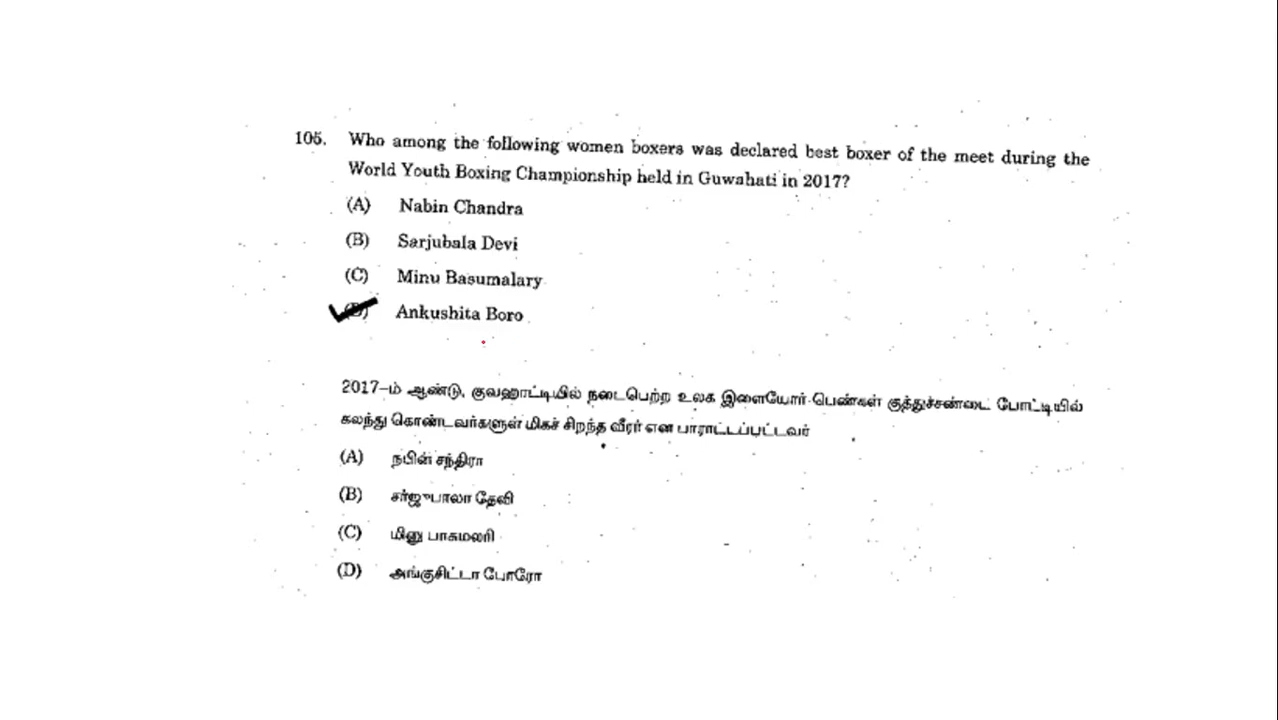 105. Who among the following women boxers was declared best boxer of the meet during the
World Youth Boxing Championship held in Guwahati in 2017?
(A) Nabin Chandra
(B) Sarjubala Devi
(C) Minu Basumalary
(D) Ankushita Boro
2017–ம் ஆண்டு, குவஹாட்டியில் நடைபெற்ற உலக இளையோர் பெண்கள் குத்துச்சண்டை போட்டியில்
கலந்து கொண்டவர்களுள் மிகச் சிறந்த வீரர் என பாராட்டப்பட்டவர்
(A) நபின் சந்திரா
(B) சர்ஜுபாலா தேவி
(C) மினு பாசுமலரி
(D) அங்குசிட்டா போரோ